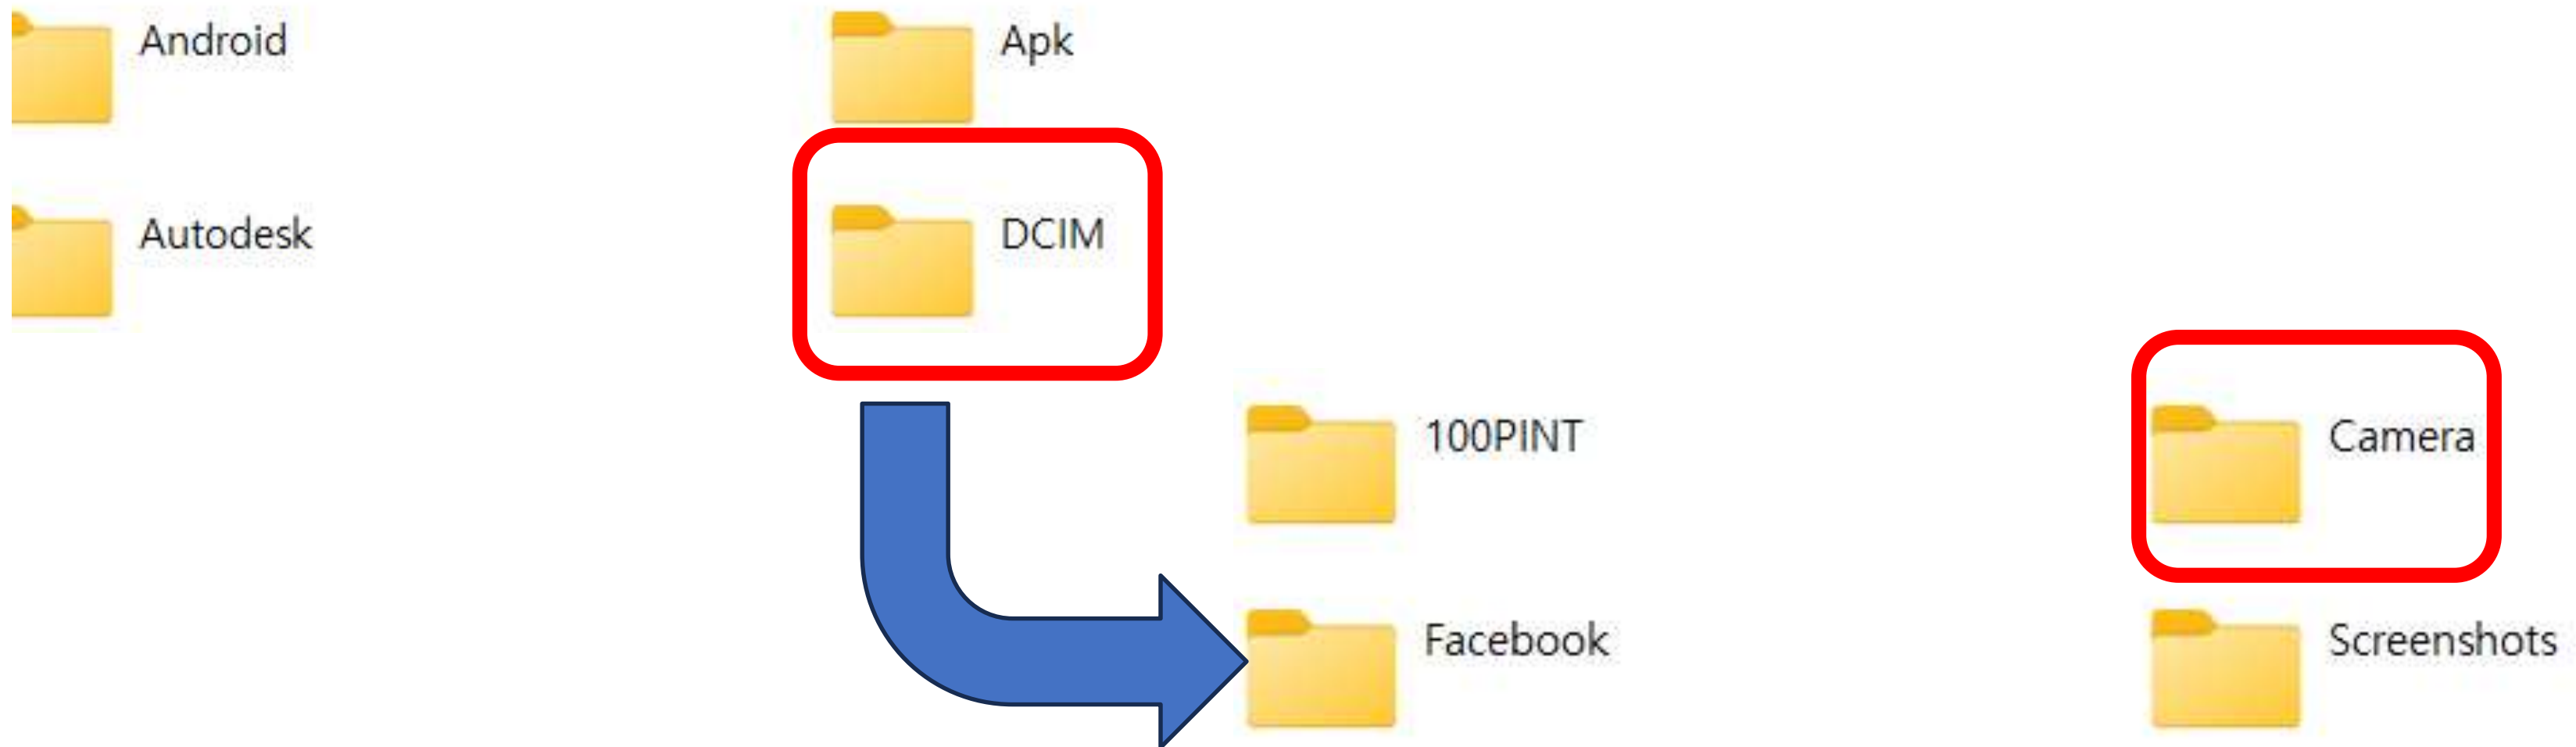 Android
Apk
Autodesk
DCIM
100PINT
Camera
Facebook
Screenshots